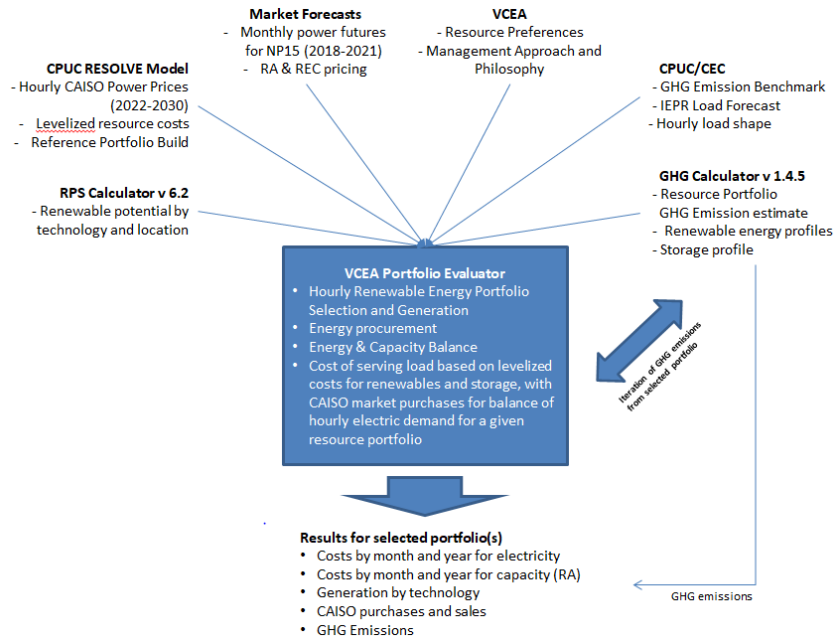 Market Forecasts
- Monthly power futures
for NP15 (2018-2021)
- RA & REC pricing
VCEA
- Resource Preferences
- Management Approach and
Philosophy
CPUC RESOLVE Model
- Hourly CAISO Power Prices
(2022-2030)
- Levelized resource costs
- Reference Portfolio Build
CPUC/CEC
- GHG Emission Benchmark
- IEPR Load Forecast
- Hourly load shape
RPS Calculator v 6.2
- Renewable potential by
technology and location
GHG Calculator v 1.4.5
- Resource Portfolio
GHG Emission estimate
- Renewable energy profiles
- Storage profile
VCEA Portfolio Evaluator
• Hourly Renewable Energy Portfolio
Selection and Generation
• Energy procurement
• Energy & Capacity Balance
• Cost of serving load based on levelized
costs for renewables and storage, with
CAISO market purchases for balance of
hourly electric demand for a given
resource portfolio
Iteration of GHG emissions
from selected portfolio
Results for selected portfolio(s)
• Costs by month and year for electricity
• Costs by month and year for capacity (RA)
• Generation by technology
• CAISO purchases and sales
• GHG Emissions
GHG emissions